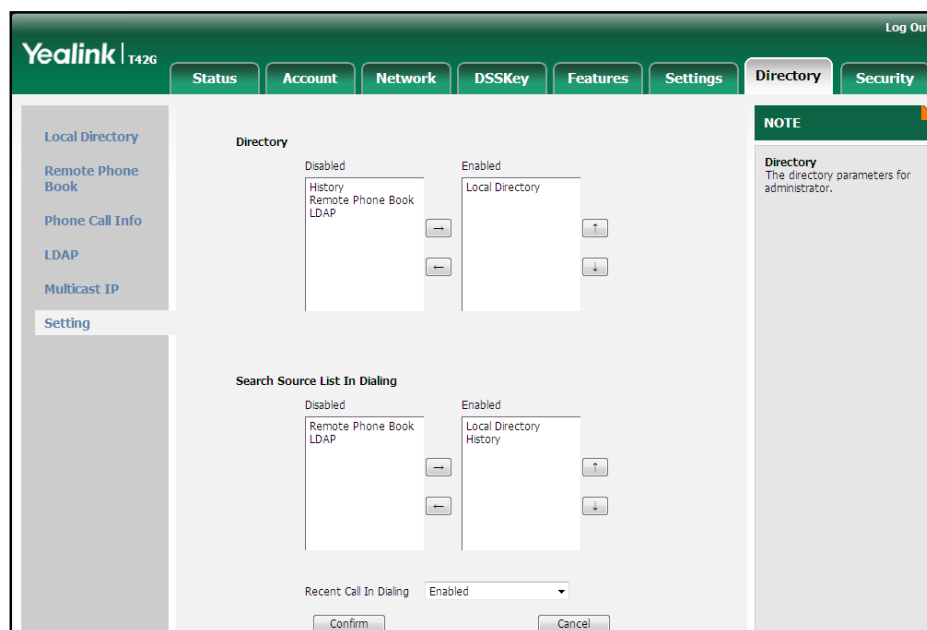 Log Ou
Yealink T42G
Status Account Network DSSKey Features Settings Directory Security
Local Directory
Remote Phone
Book
Phone Call Info
LDAP
Multicast IP
Setting
Directory
Disabled Enabled
History
Remote Phone Book
LDAP
Local Directory
→
←
↑
↓
Search Source List In Dialing
Disabled Enabled
Remote Phone Book
LDAP
Local Directory
History
→
←
↑
↓
Recent Call In Dialing Enabled
Confirm Cancel
NOTE
Directory
The directory parameters for
administrator.